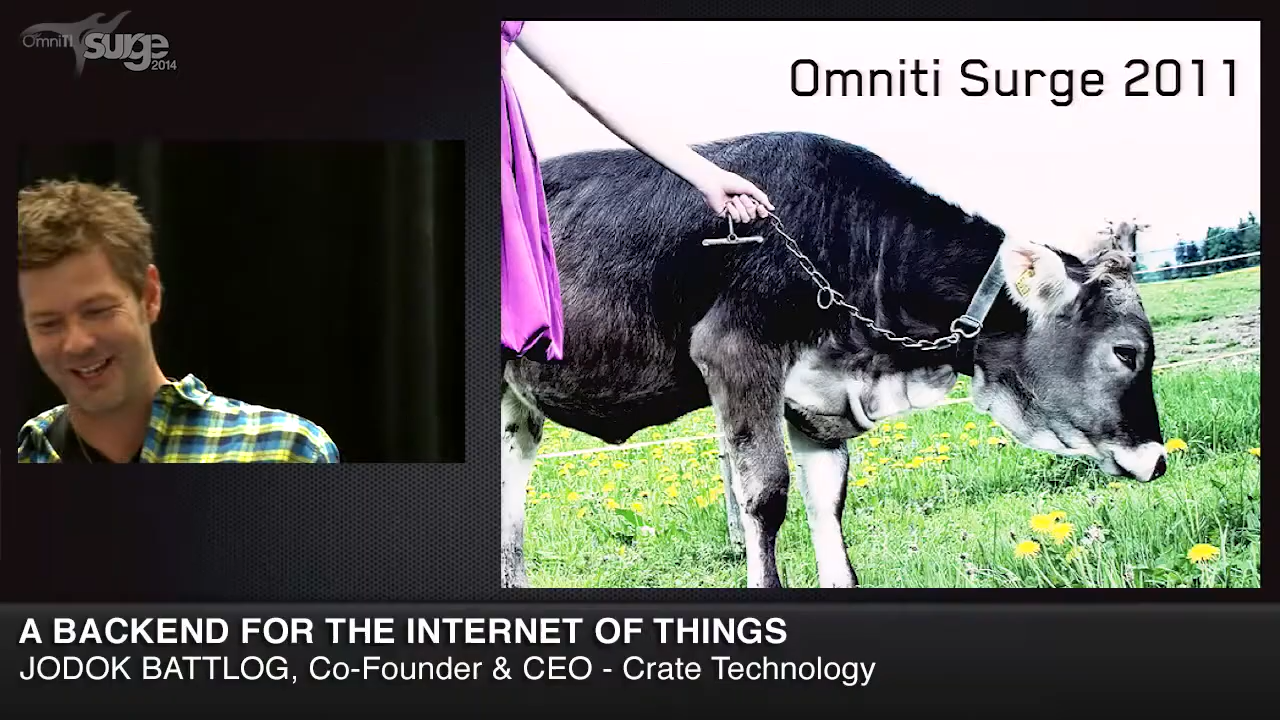 OmniTI surge
2014
Omniti Surge 2011
A BACKEND FOR THE INTERNET OF THINGS
JODOK BATTLOG, Co-Founder & CEO - Crate Technology